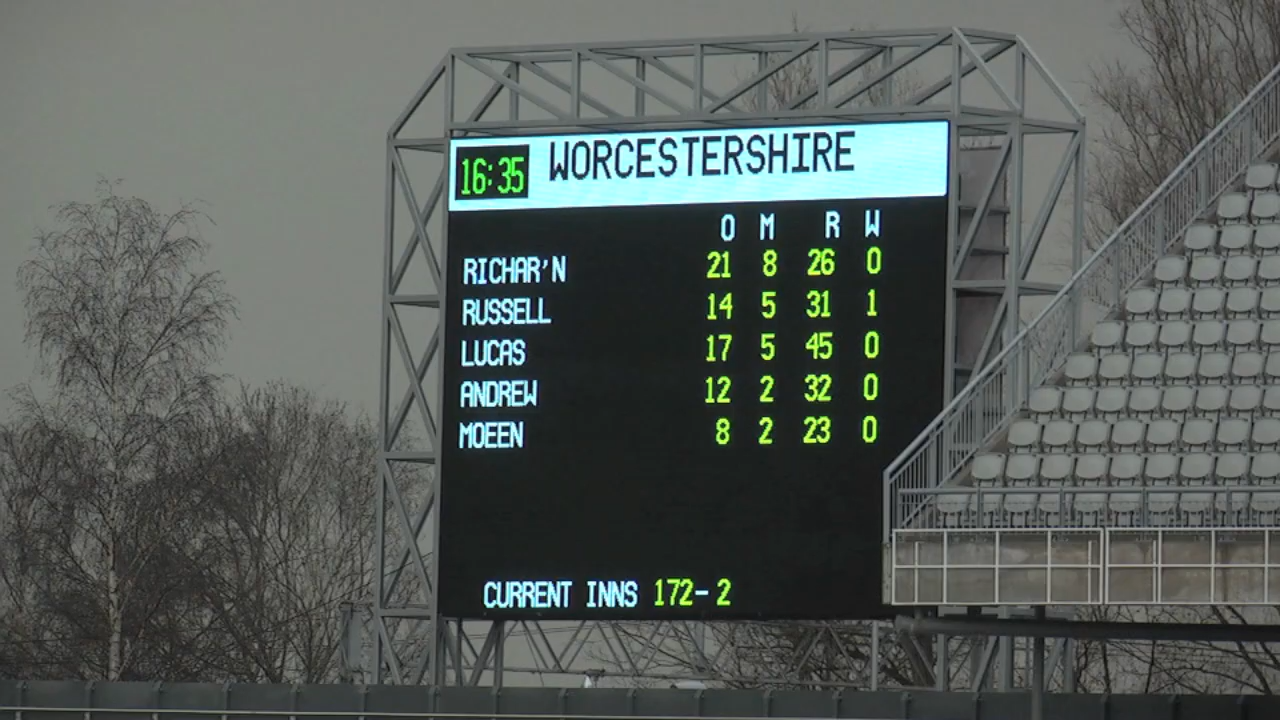 16:35 WORCESTERSHIRE
O M R W
RICHAR'N 21 8 26 0
RUSSELL 14 5 31 1
LUCAS 17 5 45 0
ANDREW 12 2 32 0
MOEEN 8 2 23 0
CURRENT INNS 172-2